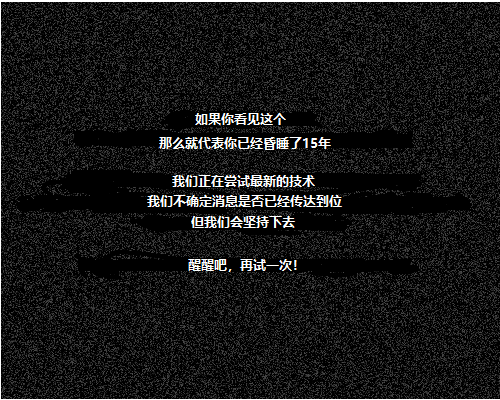 如果你看见这个
那么就代表你已经昏睡了15年
我们正在尝试最新的技术
我们不确定消息是否已经传达到位
但我们会坚持下去
醒醒吧，再试一次！